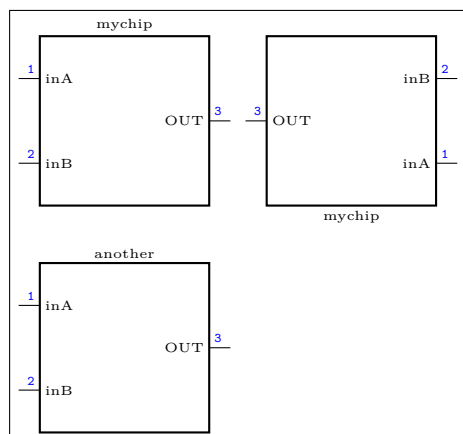 mychip
1 inA
2 inB
OUT 3
3 OUT
inB 2
inA 1
mychip
another
1 inA
2 inB
OUT 3